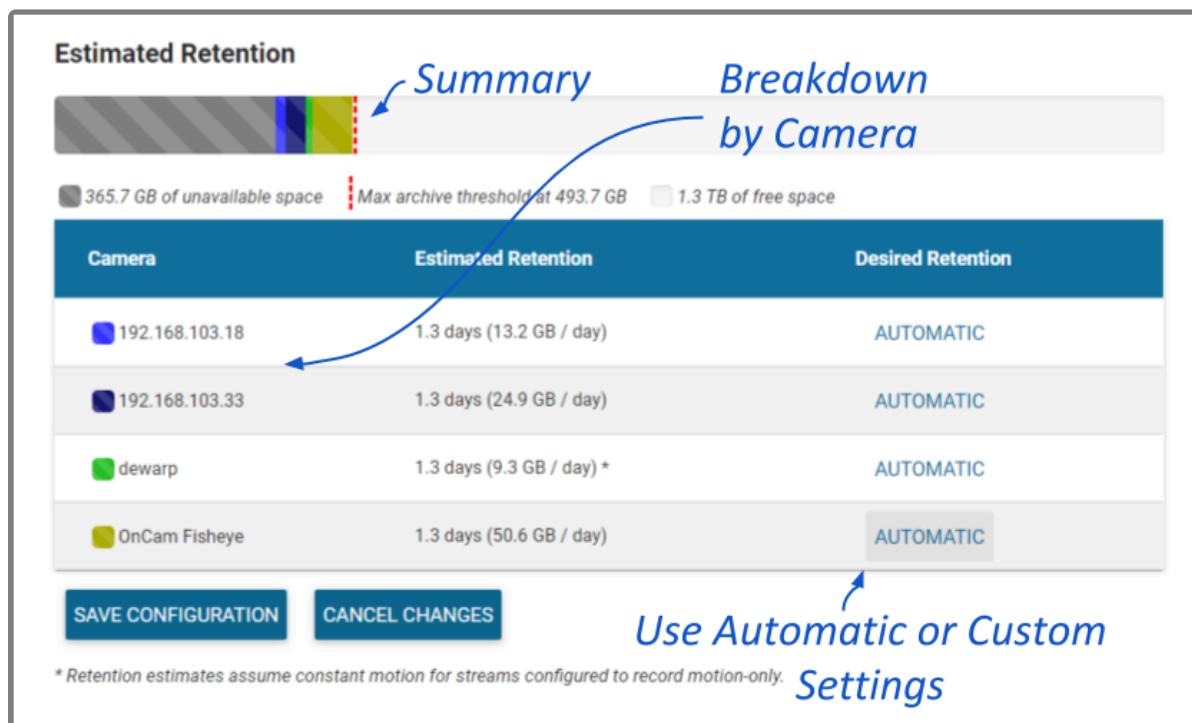 Estimated Retention
Summary
Breakdown
by Camera
365.7 GB of unavailable space Max archive threshold at 493.7 GB 1.3 TB of free space
Camera Estimated Retention Desired Retention
192.168.103.18 1.3 days (13.2 GB / day) AUTOMATIC
192.168.103.33 1.3 days (24.9 GB / day) AUTOMATIC
dewarp 1.3 days (9.3 GB / day) * AUTOMATIC
OnCam Fisheye 1.3 days (50.6 GB / day) AUTOMATIC
SAVE CONFIGURATION CANCEL CHANGES
Use Automatic or Custom
Settings
* Retention estimates assume constant motion for streams configured to record motion-only.